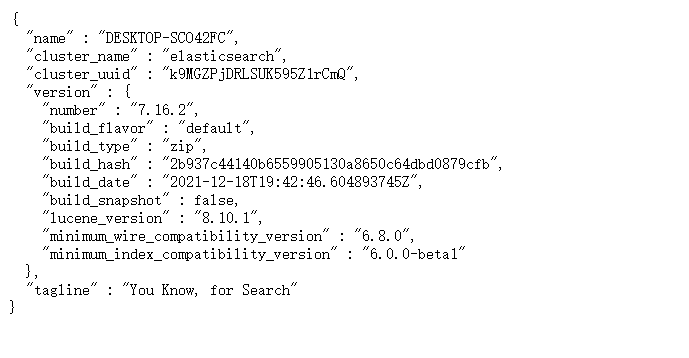 {
  "name" : "DESKTOP-SCO42FC",
  "cluster_name" : "elasticsearch",
  "cluster_uuid" : "k9MGZPjDRLSUK595Z1rCmQ",
  "version" : {
    "number" : "7.16.2",
    "build_flavor" : "default",
    "build_type" : "zip",
    "build_hash" : "2b937c44140b6559905130a8650c64dbd0879cfb",
    "build_date" : "2021-12-18T19:42:46.604893745Z",
    "build_snapshot" : false,
    "lucene_version" : "8.10.1",
    "minimum_wire_compatibility_version" : "6.8.0",
    "minimum_index_compatibility_version" : "6.0.0-beta1"
  },
  "tagline" : "You Know, for Search"
}